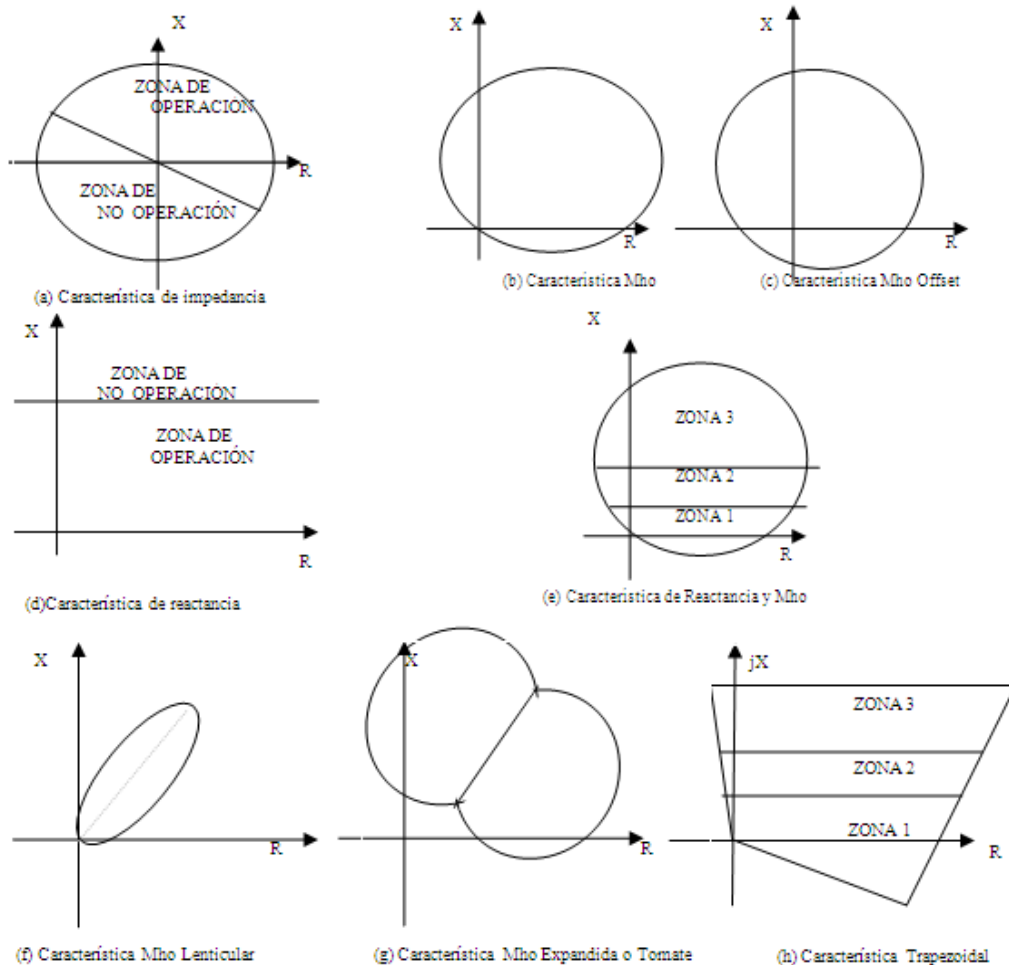 X
ZONA DE
OPERACIÓN
R
ZONA DE
NO OPERACIÓN
(a) Característica de impedancia
X
R
(b) Característica Mho
X
R
(c) Característica Mho Offset
X
ZONA DE
NO OPERACIÓN
ZONA DE
OPERACIÓN
R
(d)Característica de reactancia
X
ZONA 3
ZONA 2
ZONA 1
R
(e) Característica de Reactancia y Mho
X
R
(f) Característica Mho Lenticular
X
R
(g) Característica Mho Expandida o Tomate
jX
ZONA 3
ZONA 2
ZONA 1
R
(h) Característica Trapezoidal